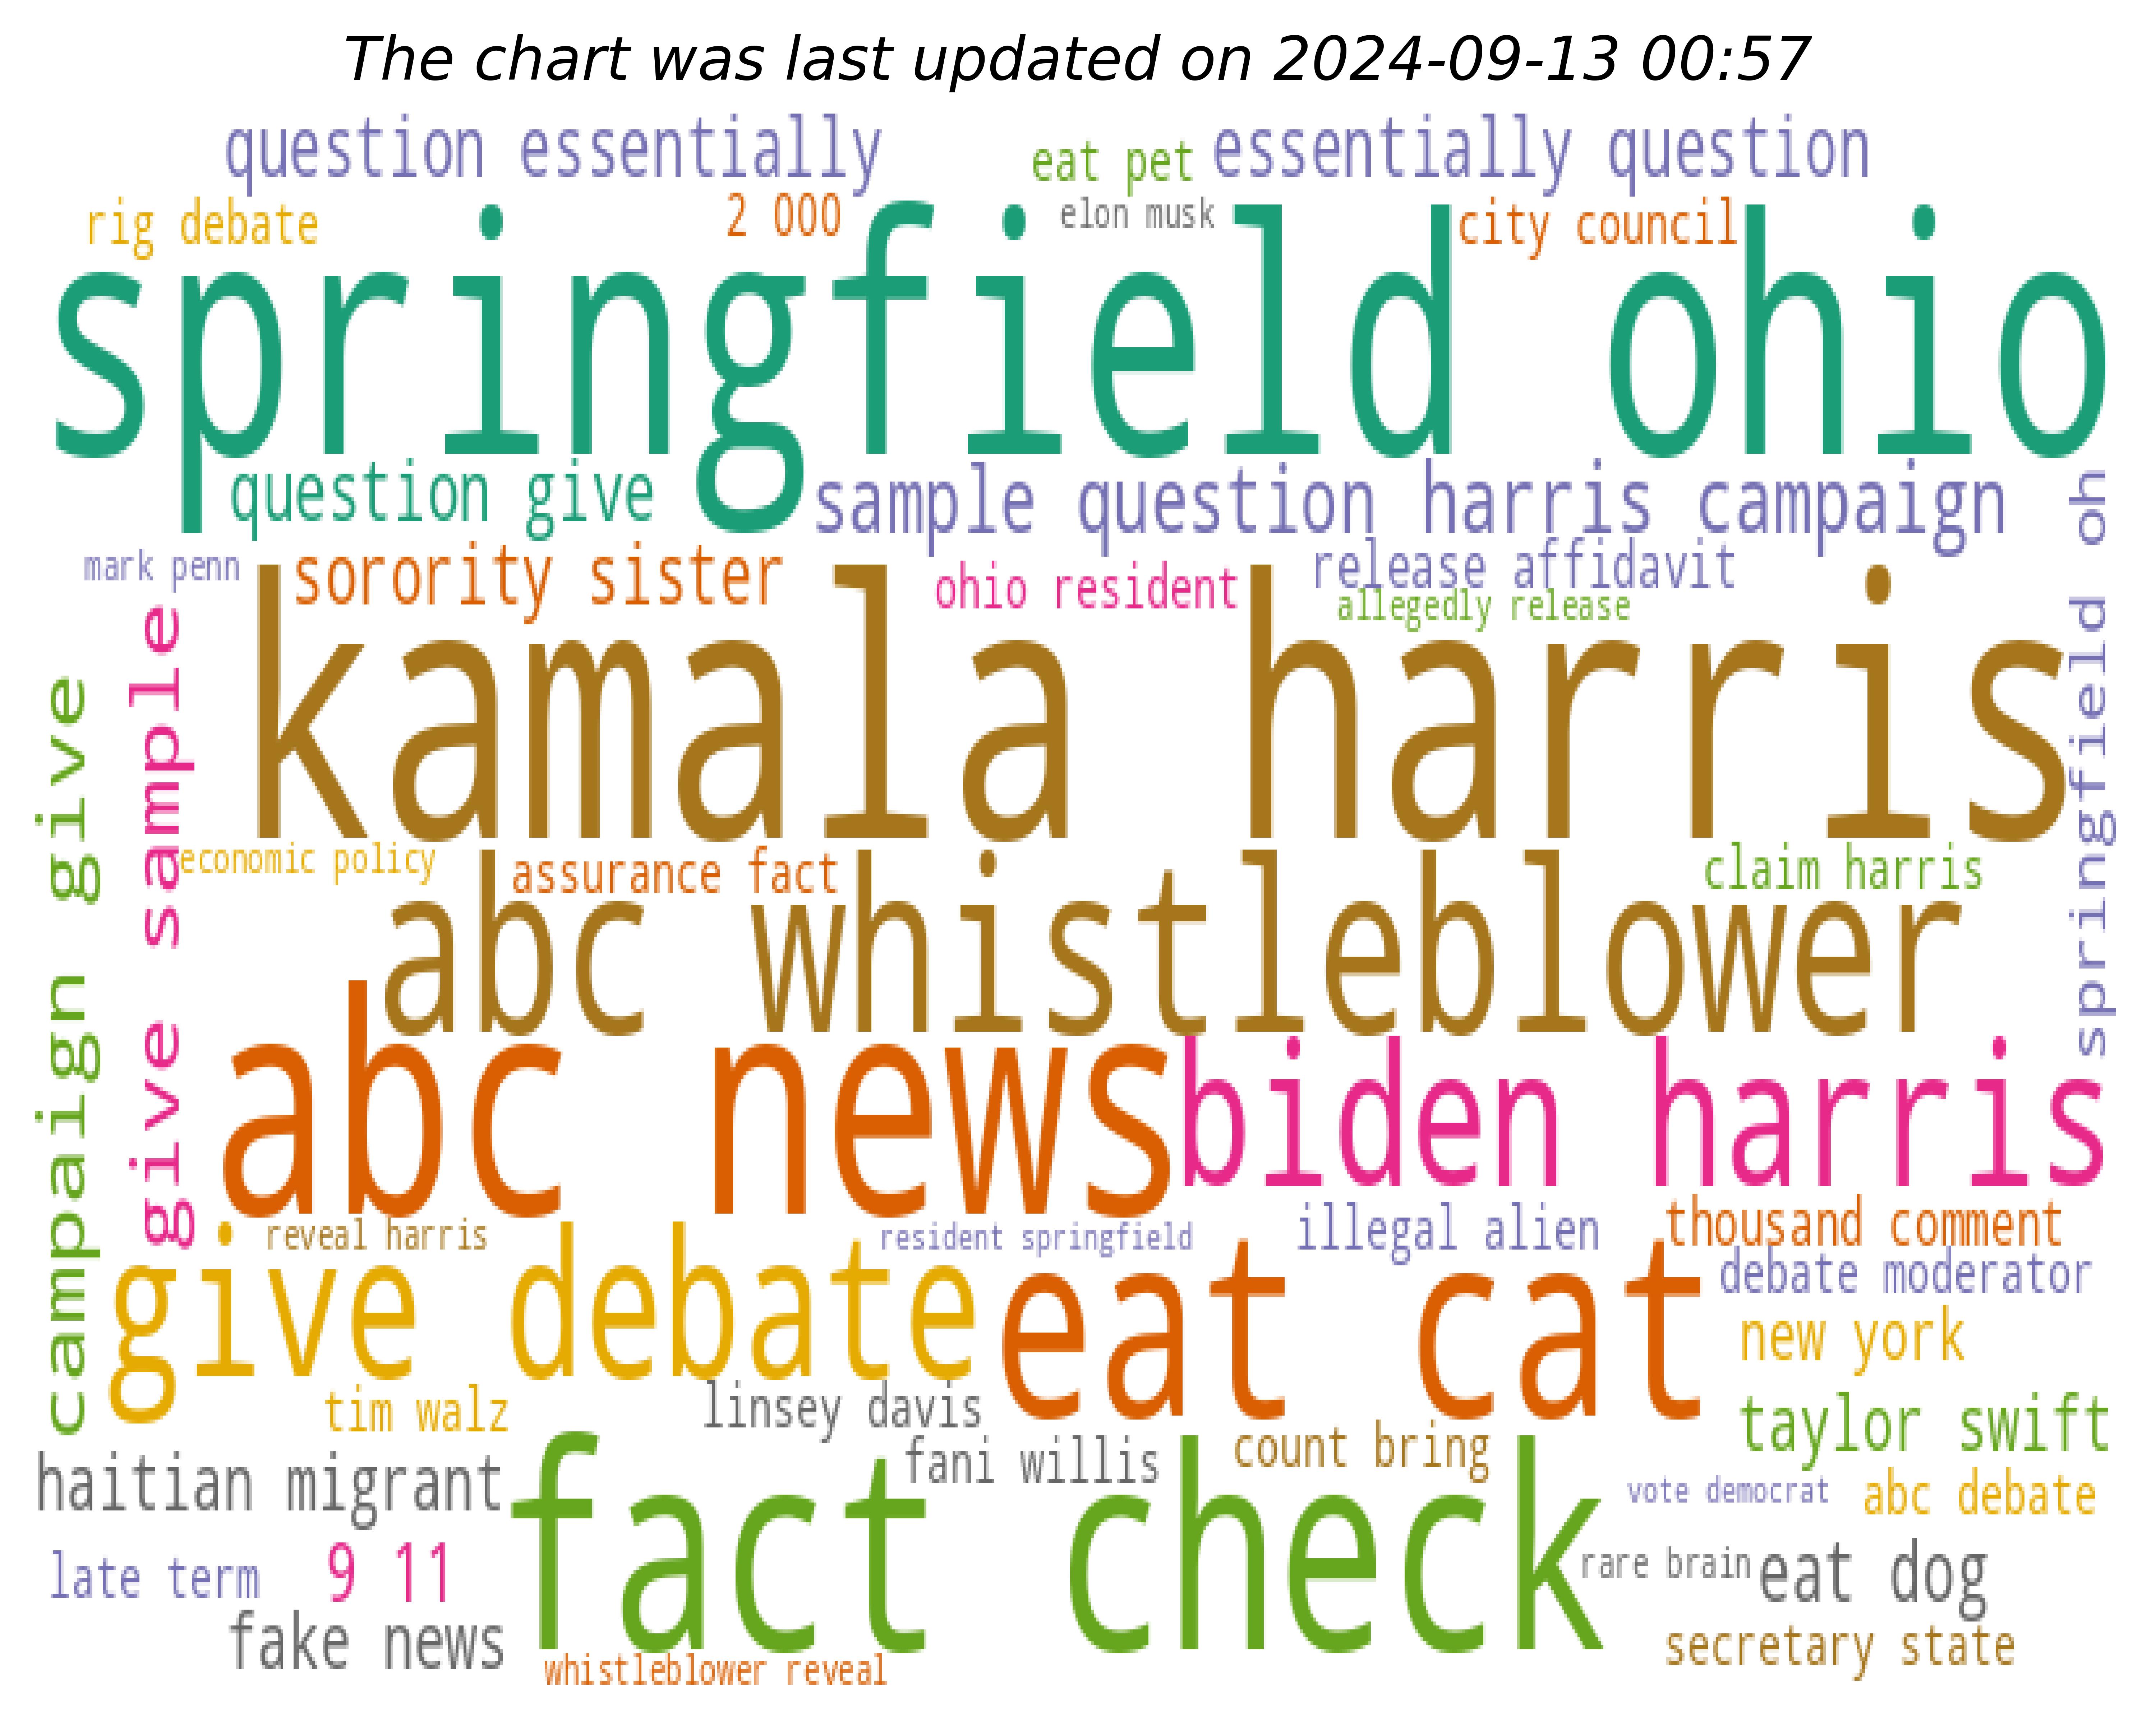 The chart was last updated on 2024-09-13 00:57
question essentially
eat pet
essentially question
rig debate
2 000
elon musk
city council
springfield ohio
question give
sample question harris campaign
springfield oh
mark penn
sorority sister
ohio resident
release affidavit
allegedly release
kamala harris
campaign give
give sample
economic policy
assurance fact
claim harris
abc whistleblower
abc news
biden harris
reveal harris
resident springfield
illegal alien
thousand comment
give debate
eat cat
debate moderator
new york
tim walz
linsey davis
taylor swift
haitian migrant
fani willis
count bring
vote democrat
abc debate
fact check
late term
9 11
rare brain
eat dog
fake news
secretary state
whistleblower reveal